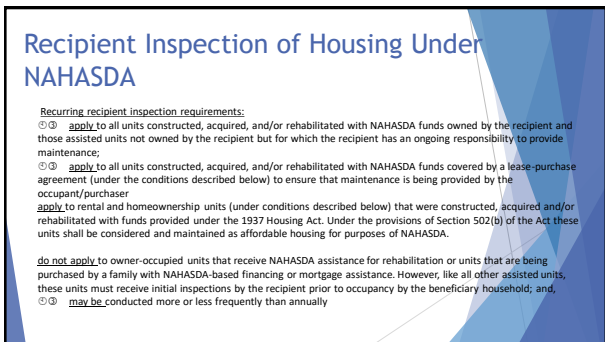 Recipient Inspection of Housing Under
NAHASDA
Recurring recipient inspection requirements:
🕙③ apply to all units constructed, acquired, and/or rehabilitated with NAHASDA funds owned by the recipient and
those assisted units not owned by the recipient but for which the recipient has an ongoing responsibility to provide
maintenance;
🕙③ apply to all units constructed, acquired, and/or rehabilitated with NAHASDA funds covered by a lease-purchase
agreement (under the conditions described below) to ensure that maintenance is being provided by the
occupant/purchaser
apply to rental and homeownership units (under conditions described below) that were constructed, acquired and/or
rehabilitated with funds provided under the 1937 Housing Act. Under the provisions of Section 502(b) of the Act these
units shall be considered and maintained as affordable housing for purposes of NAHASDA.
do not apply to owner-occupied units that receive NAHASDA assistance for rehabilitation or units that are being
purchased by a family with NAHASDA-based financing or mortgage assistance. However, like all other assisted units,
these units must receive initial inspections by the recipient prior to occupancy by the beneficiary household; and,
🕙③ may be conducted more or less frequently than annually